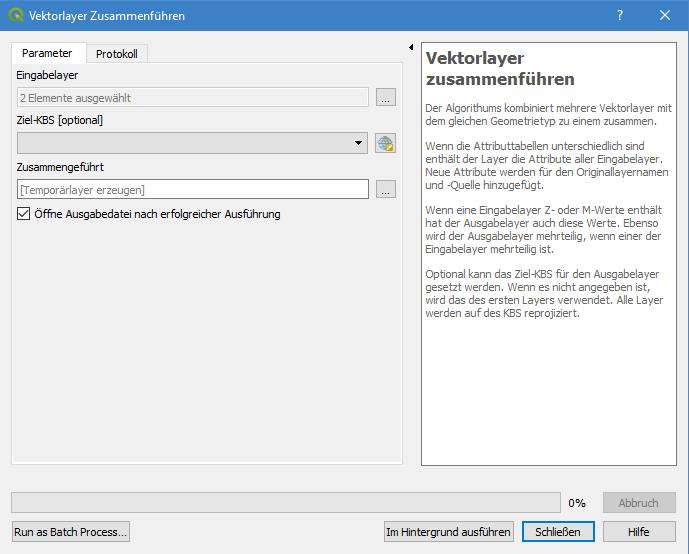 Vektorlayer Zusammenführen
?
Parameter
Protokoll
Eingabelayer
2 Elemente ausgewählt
...
Ziel-KBS [optional]
Zusammengeführt
[Temporärlayer erzeugen]
...
Öffne Ausgabedatei nach erfolgreicher Ausführung
Vektorlayer
zusammenführen
Der Algorithums kombiniert mehrere Vektorlayer mit
dem gleichen Geometrietyp zu einem zusammen.
Wenn die Attributtabellen unterschiedlich sind
enthält der Layer die Attribute aller Eingabelayer.
Neue Attribute werden für den Originallayernamen
und -Quelle hinzugefügt.
Wenn eine Eingabelayer Z- oder M-Werte enthält
hat der Ausgabelayer auch diese Werte. Ebenso
wird der Ausgabelayer mehrteilig, wenn einer der
Eingabelayer mehrteilig ist.
Optional kann das Ziel-KBS für den Ausgabelayer
gesetzt werden. Wenn es nicht angegeben ist,
wird das des ersten Layers verwendet. Alle Layer
werden auf des KBS reprojiziert.
0%
Abbruch
Run as Batch Process...
Im Hintergrund ausführen
Schließen
Hilfe